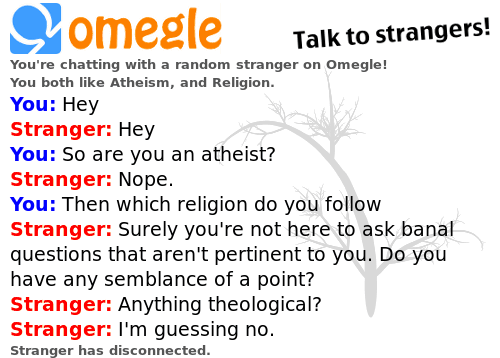 omegle
Talk to strangers!
You're chatting with a random stranger on Omegle!
You both like Atheism, and Religion.
You: Hey
Stranger: Hey
You: So are you an atheist?
Stranger: Nope.
You: Then which religion do you follow
Stranger: Surely you're not here to ask banal
questions that aren't pertinent to you. Do you
have any semblance of a point?
Stranger: Anything theological?
Stranger: I'm guessing no.
Stranger has disconnected.